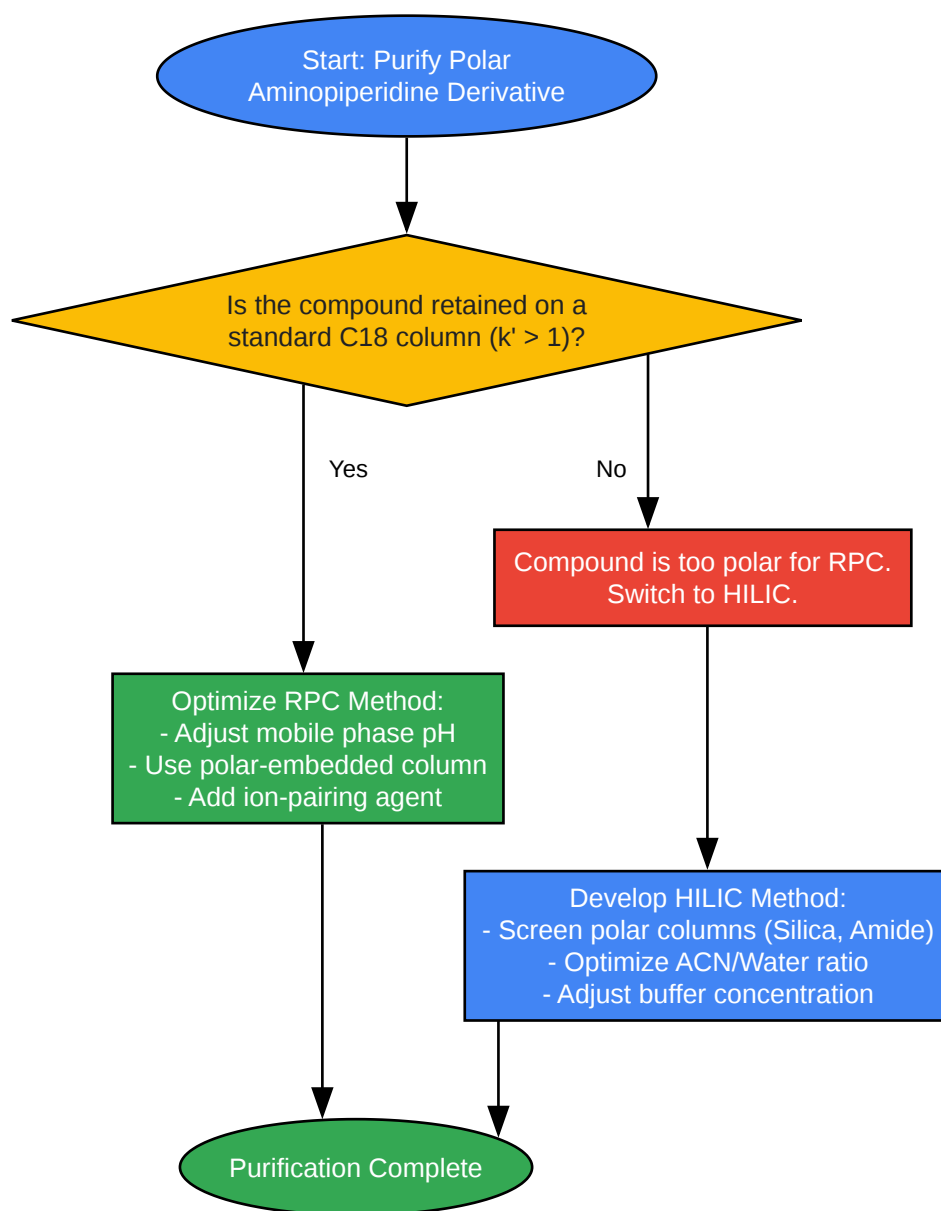 Start: Purify Polar
Aminopiperidine Derivative
Is the compound retained on a
standard C18 column (k' > 1)?
Yes
No
Compound is too polar for RPC.
Switch to HILIC.
Optimize RPC Method:
- Adjust mobile phase pH
- Use polar-embedded column
- Add ion-pairing agent
Develop HILIC Method:
- Screen polar columns (Silica, Amide)
- Optimize ACN/Water ratio
- Adjust buffer concentration
Purification Complete